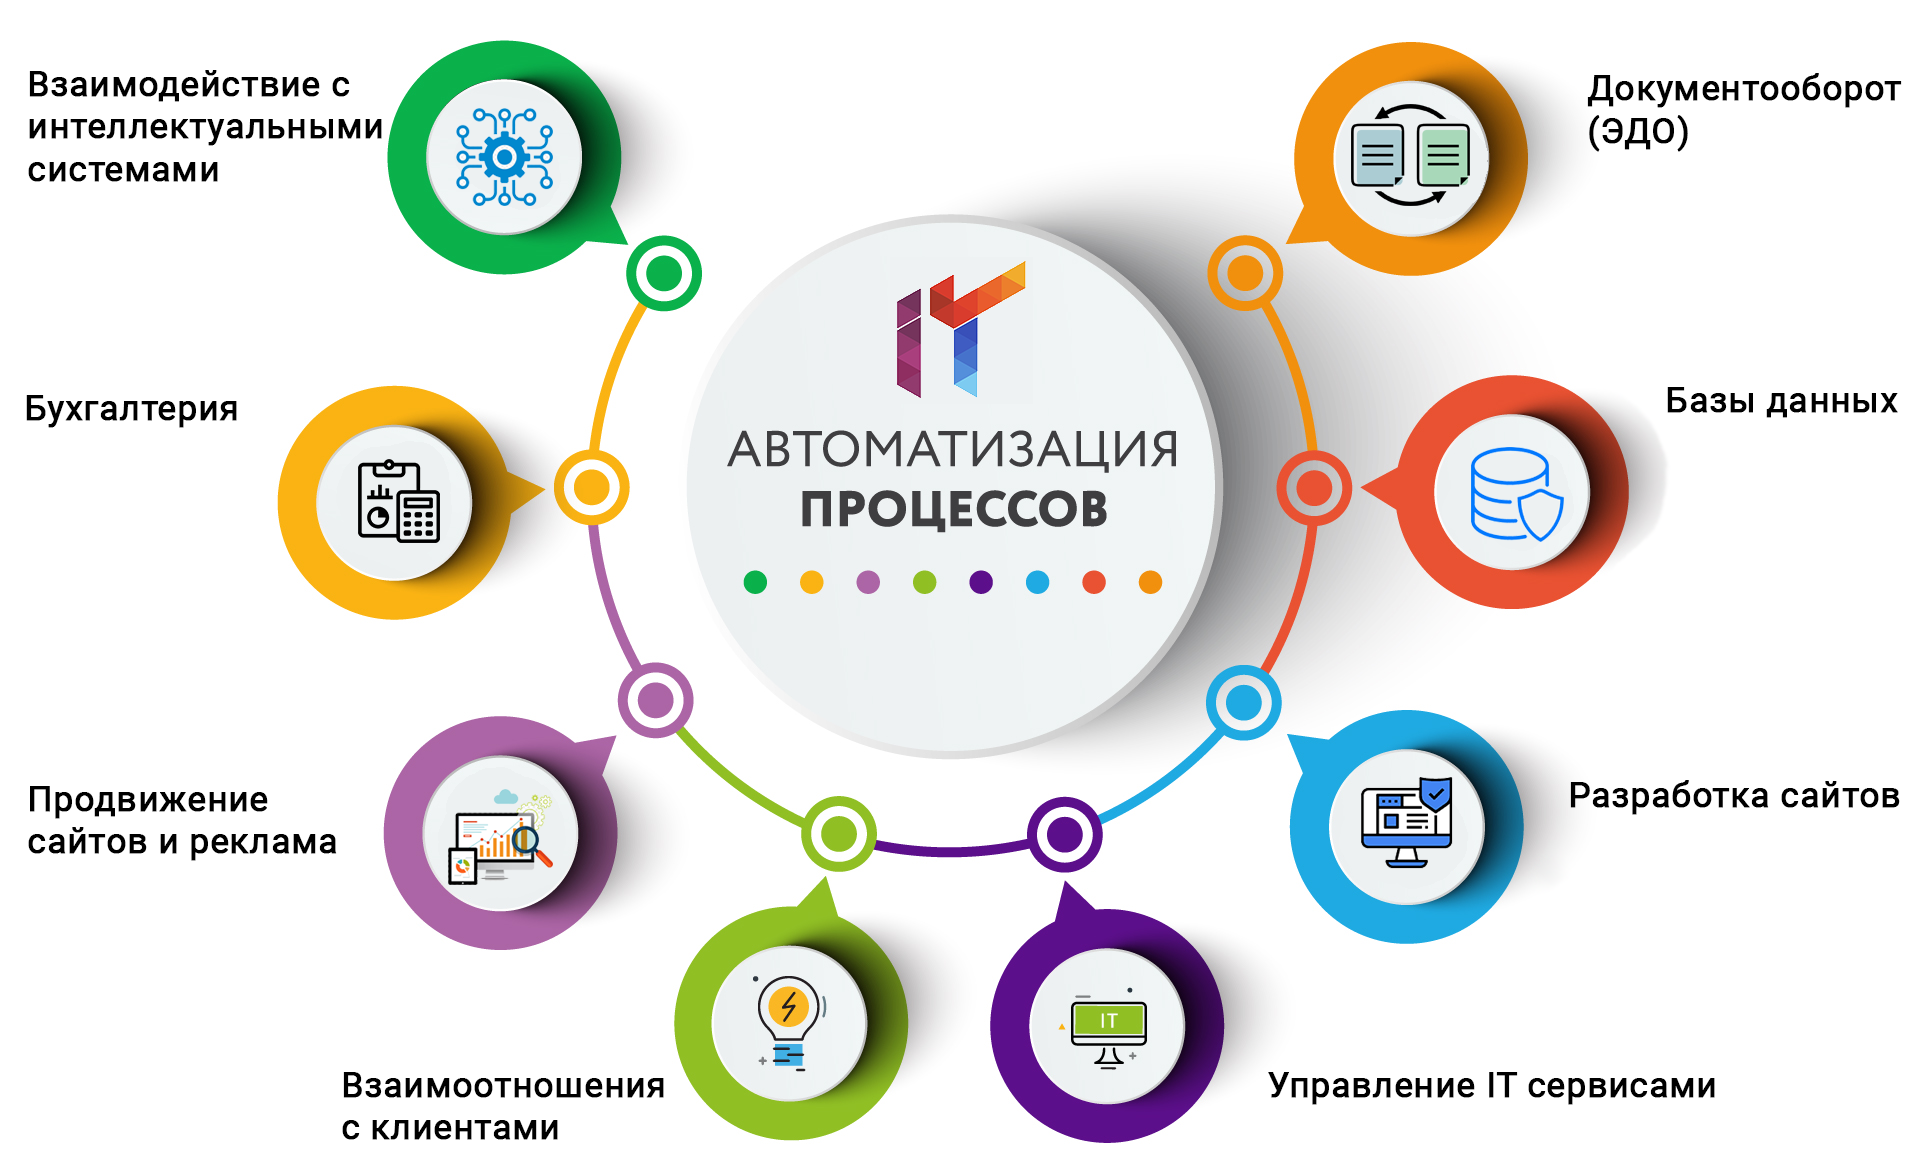 Взаимодействие с
интеллектуальными
системами
Документооборот
(ЭДО)
IT
АВТОМАТИЗАЦИЯ
ПРОЦЕССОВ
Бухгалтерия
Базы данных
Продвижение
сайтов и реклама
Разработка сайтов
IT
Взаимоотношения
с клиентами
Управление IT сервисами